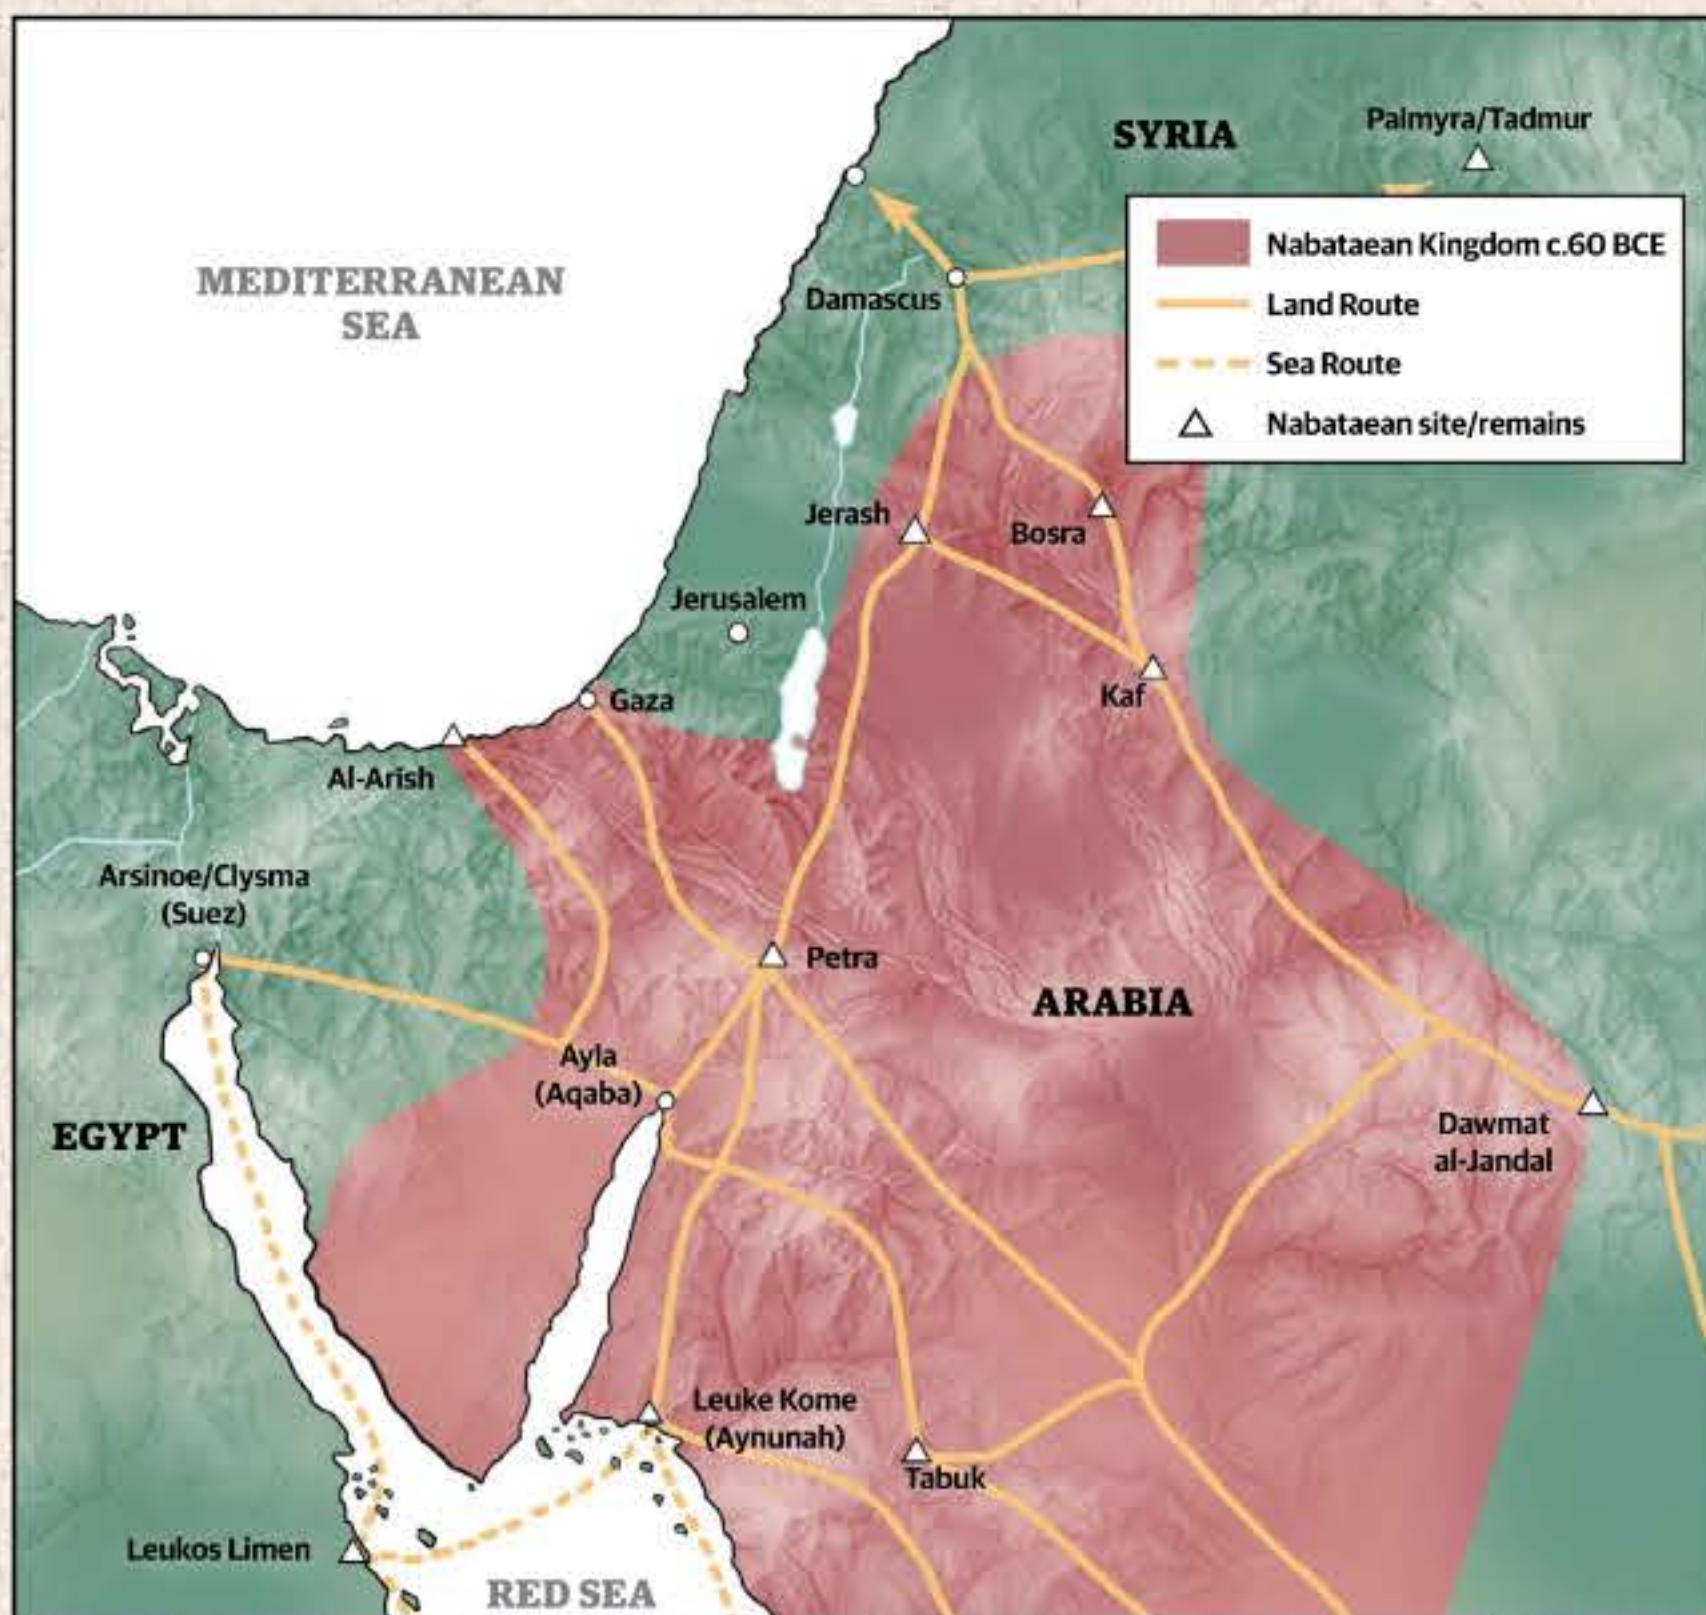 SYRIA
Palmyra/Tadmur
Nabataean Kingdom c.60 BCE
Land Route
Sea Route
Nabataean site/remains
MEDITERRANEAN
SEA
Damascus
Jerash
Bosra
Jerusalem
Kaf
Gaza
Al-Arish
Arsinoe/Clysma
(Suez)
Petra
ARABIA
Ayla
(Aqaba)
EGYPT
Dawmat
al-Jandal
Leuke Kome
(Aynunah)
Tabuk
Leukos Limen
RED SEA